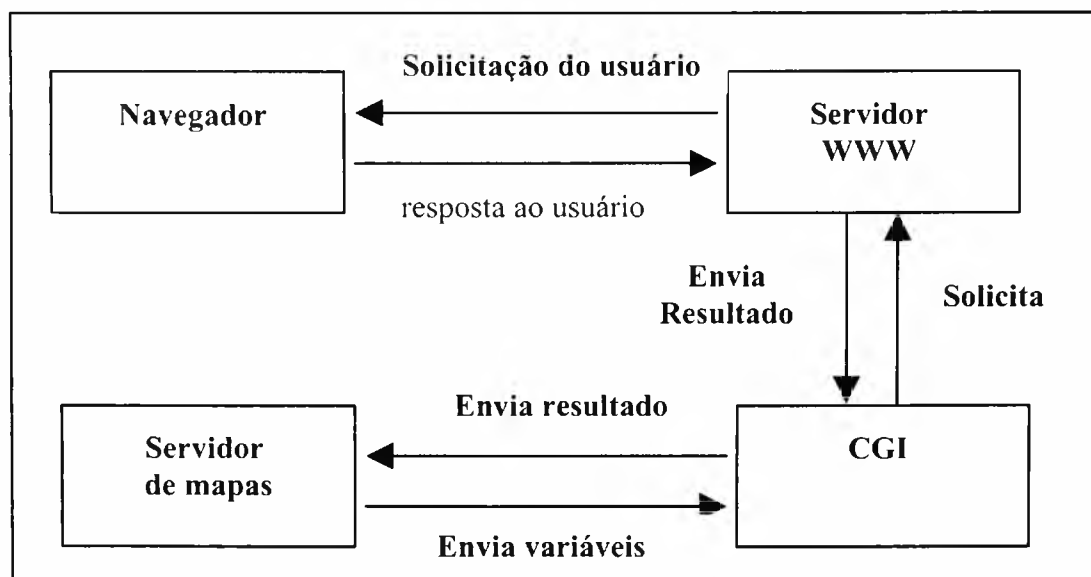 Solicitação do usuário
Navegador
Servidor
WWW
resposta ao usuário
Envia
Resultado
Solicita
Envia resultado
Servidor
de mapas
CGI
Envia variáveis